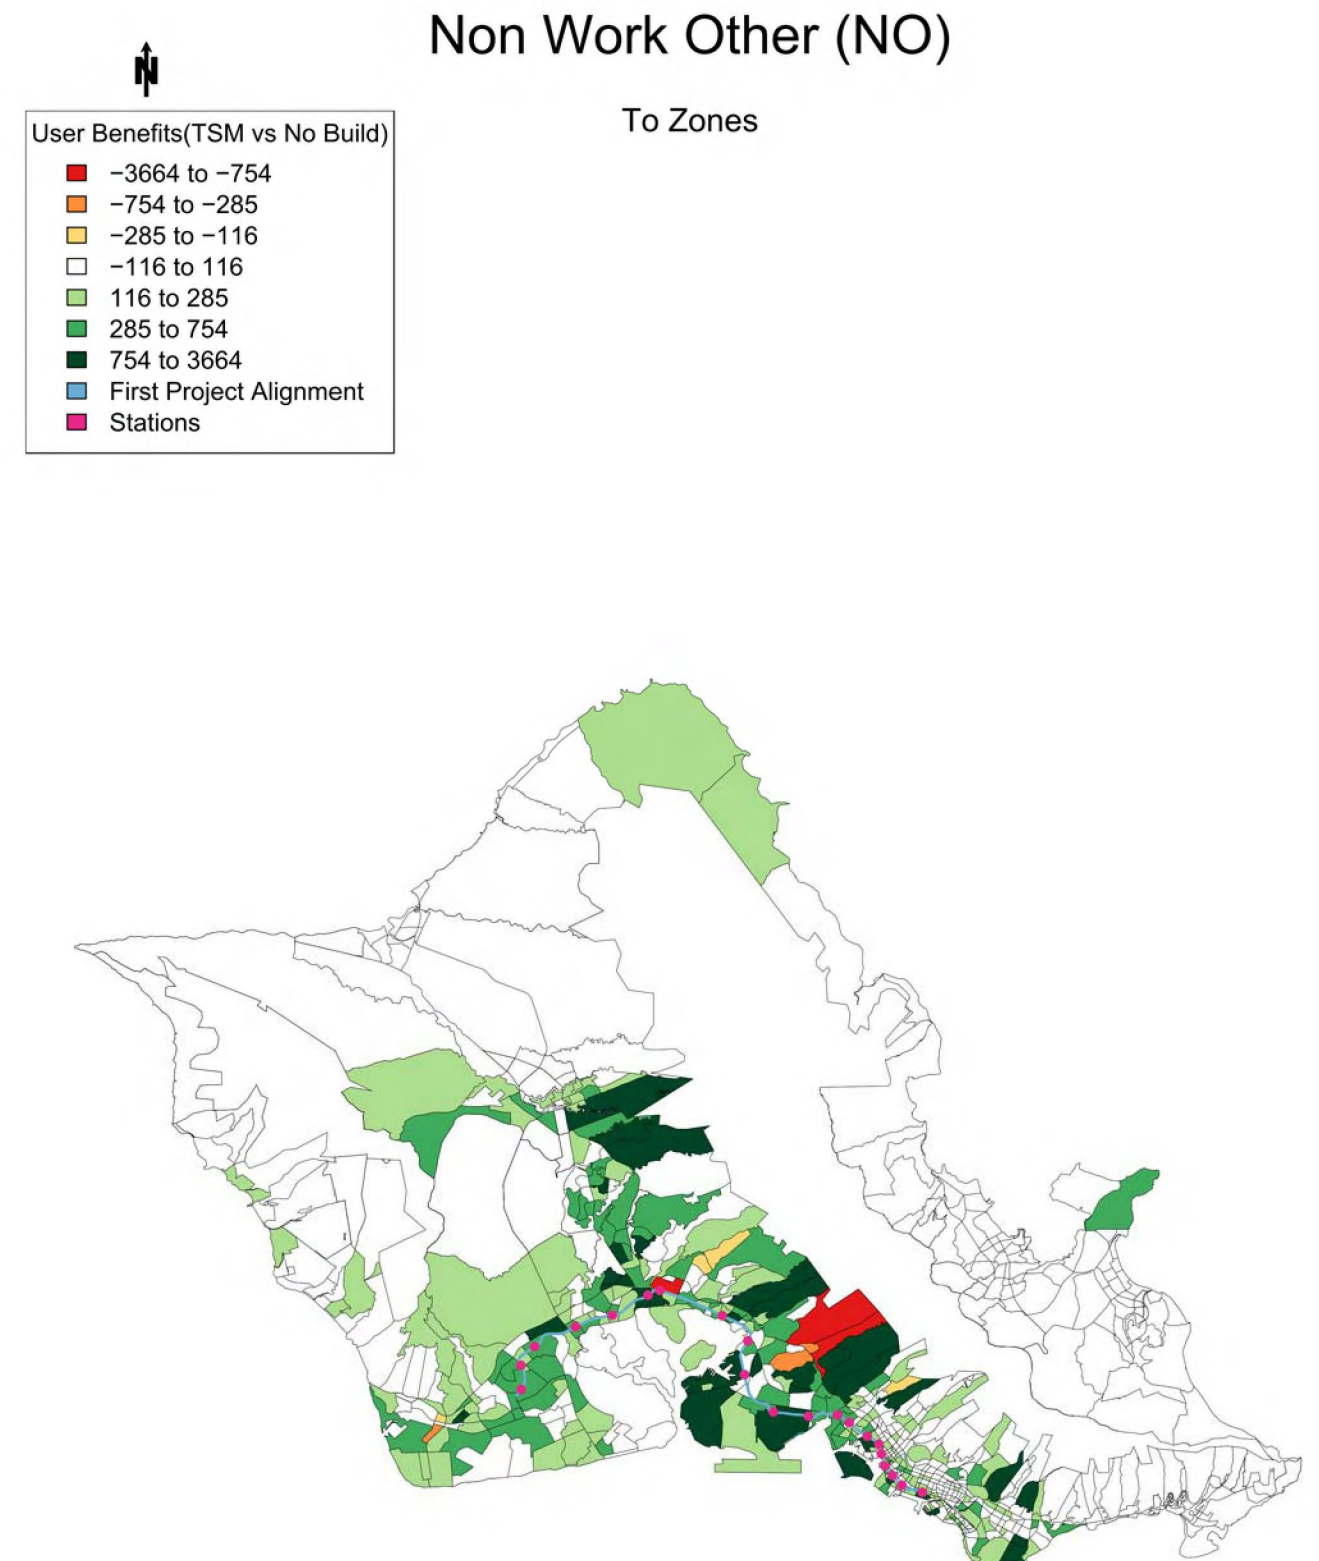 Non Work Other (NO)
N
To Zones
User Benefits(TSM vs No Build)
−3664 to −754
−754 to −285
−285 to −116
−116 to 116
116 to 285
285 to 754
754 to 3664
First Project Alignment
Stations